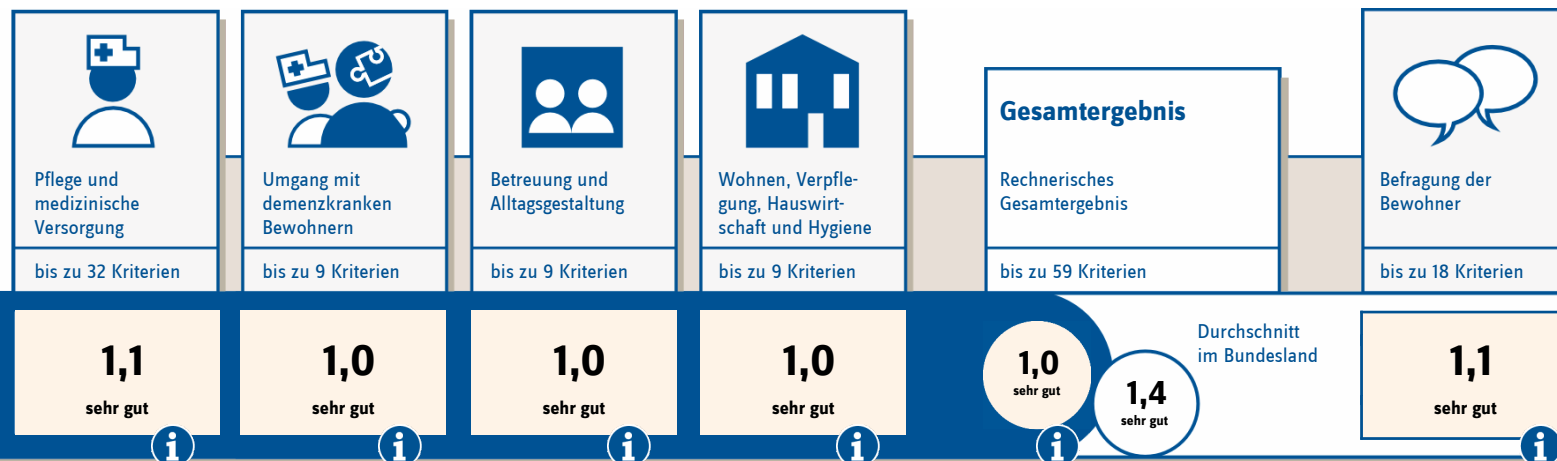 Pflege und
medizinische
Versorgung
bis zu 32 Kriterien
1,1
sehr gut
i
Umgang mit
demenzkranken
Bewohnern
bis zu 9 Kriterien
1,0
sehr gut
i
Betreuung und
Alltagsgestaltung
bis zu 9 Kriterien
1,0
sehr gut
i
Wohnen, Verpfle-
gung, Hauswirt-
schaft und Hygiene
bis zu 9 Kriterien
1,0
sehr gut
i
Gesamtergebnis
Rechnerisches
Gesamtergebnis
bis zu 59 Kriterien
1,0
sehr gut
i
Durchschnitt
im Bundesland
1,4
sehr gut
Befragung der
Bewohner
bis zu 18 Kriterien
1,1
sehr gut
i